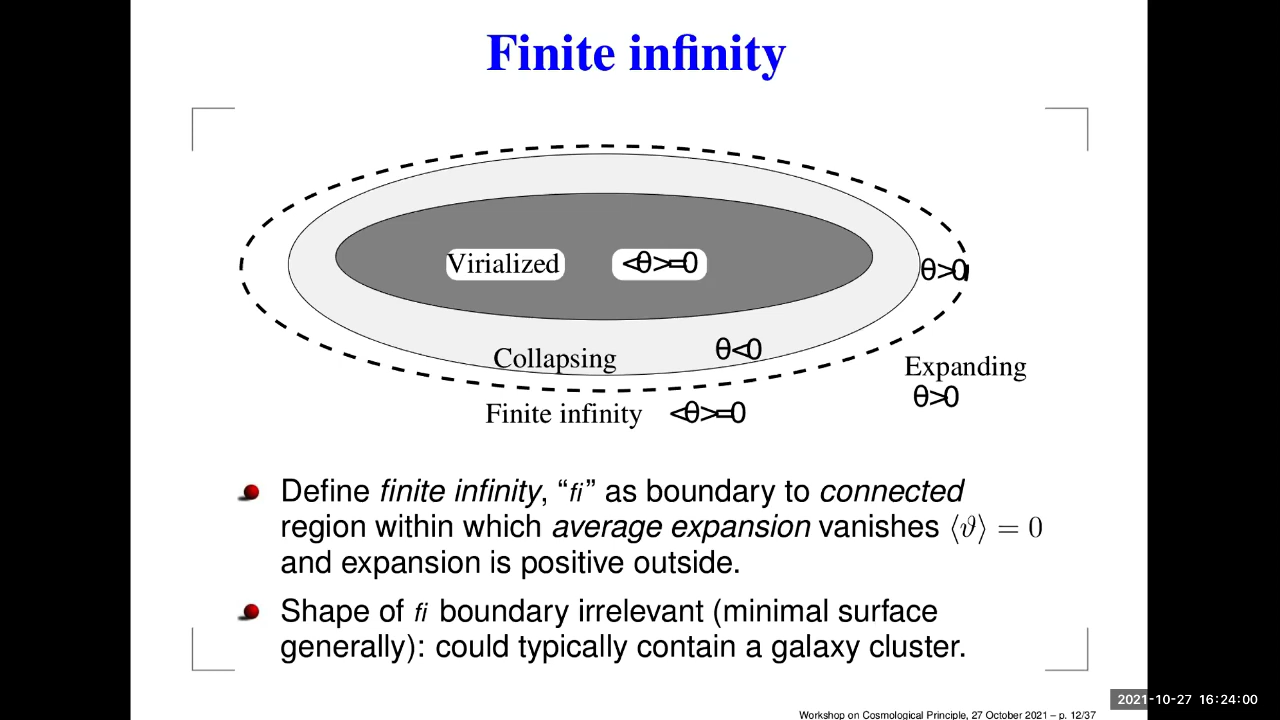 Finite infinity
Virialized <θ>=0
θ>0
Collapsing θ<0
Expanding
θ>0
Finite infinity <θ>=0
Define finite infinity, “fi” as boundary to connected
region within which average expansion vanishes ⟨ϑ⟩ = 0
and expansion is positive outside.
Shape of fi boundary irrelevant (minimal surface
generally): could typically contain a galaxy cluster.
2021-10-27 16:24:00
Workshop on Cosmological Principle, 27 October 2021 – p. 12/37